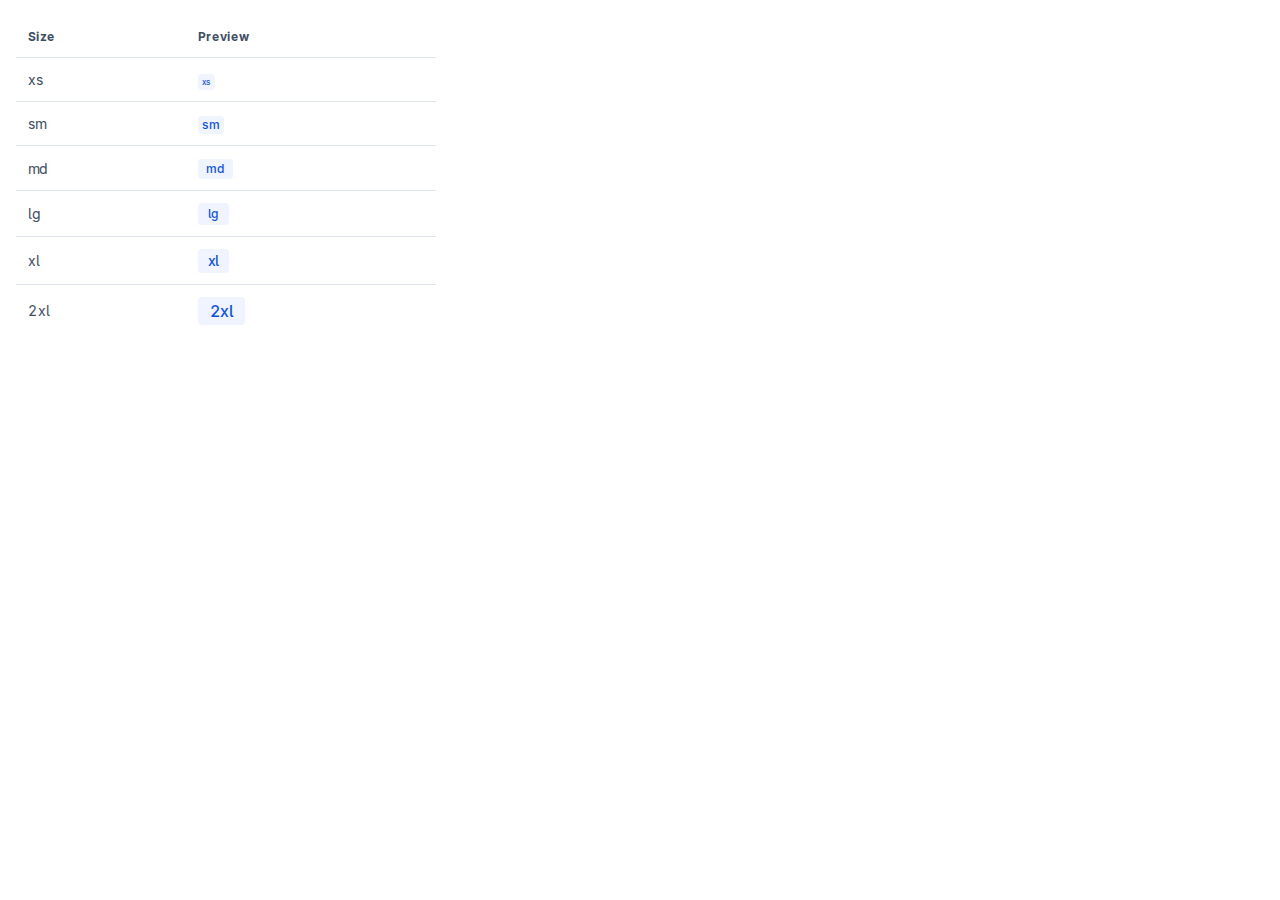 Size Preview
xs xs
sm sm
md md
lg lg
xl xl
2xl 2xl